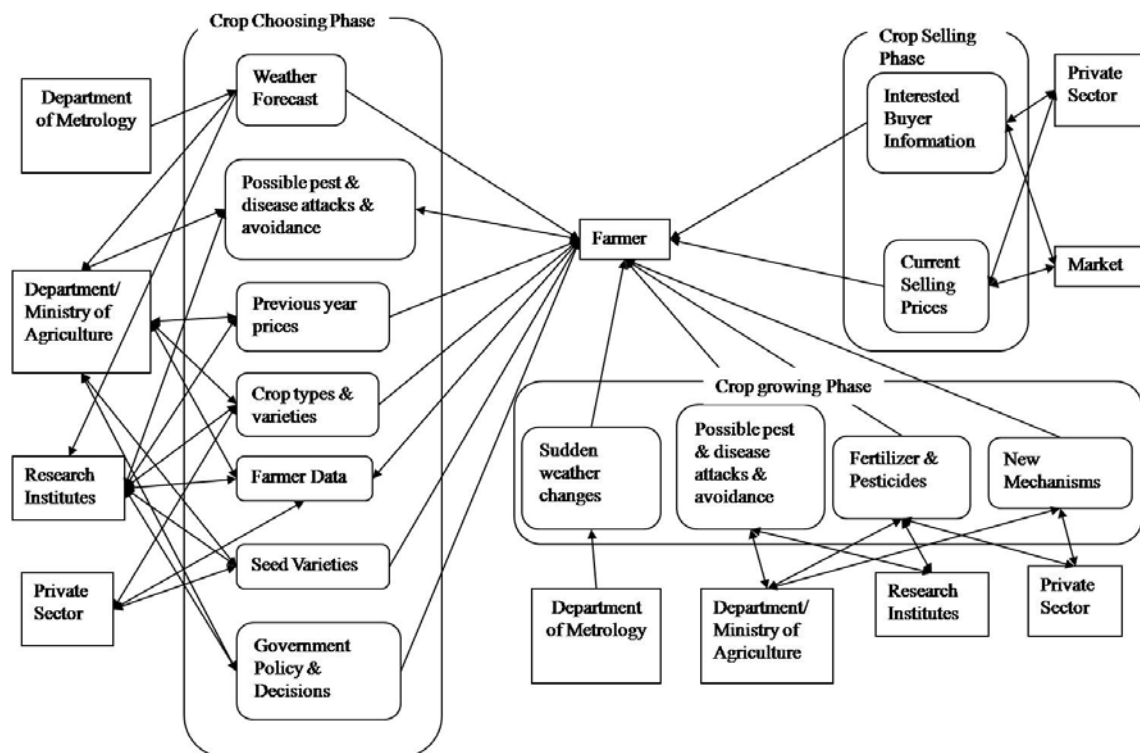 Crop Choosing Phase
Department
of Metrology
Weather
Forecast
Possible pest &
disease attacks &
avoidance
Department/
Ministry of
Agriculture
Previous year
prices
Crop types &
varieties
Research
Institutes
Farmer Data
Seed Varieties
Private
Sector
Government
Policy &
Decisions
Farmer
Crop Selling
Phase
Interested
Buyer
Information
Private
Sector
Current
Selling
Prices
Market
Crop growing Phase
Sudden
weather
changes
Possible pest
& disease
attacks &
avoidance
Fertilizer &
Pesticides
New
Mechanisms
Department
of Metrology
Department/
Ministry of
Agriculture
Research
Institutes
Private
Sector